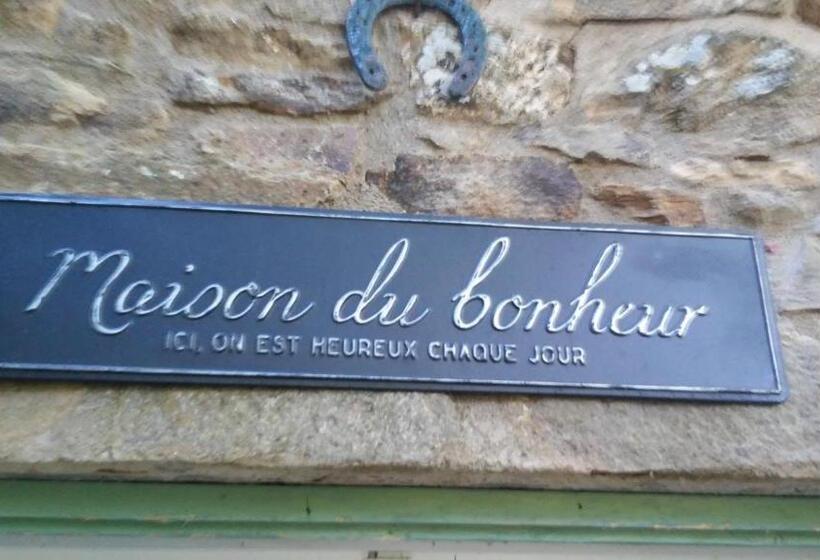 Maison du bonheur
ICI, ON EST HEUREUX CHAQUE JOUR